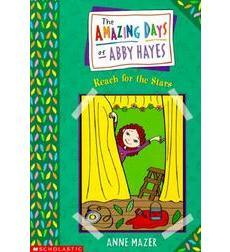 The
AMAZING DAYS
of ABBY HAYES
Reach for the Stars
ANNE MAZER
SCHOLASTIC